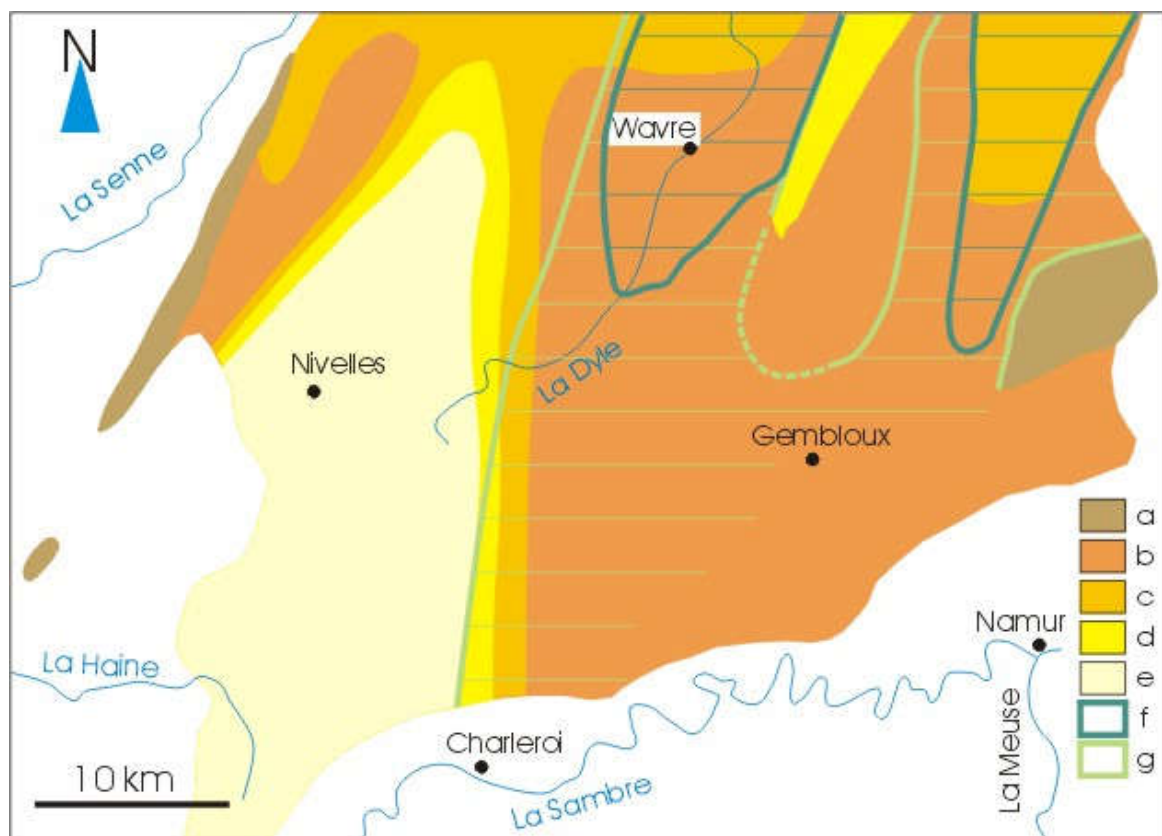 N
La Senne
Wavre
Nivelles
La Dyle
Gembloux
a
b
c
d
e
f
g
Namur
La Haine
Charleroi
La Sambre
La Meuse
10 km